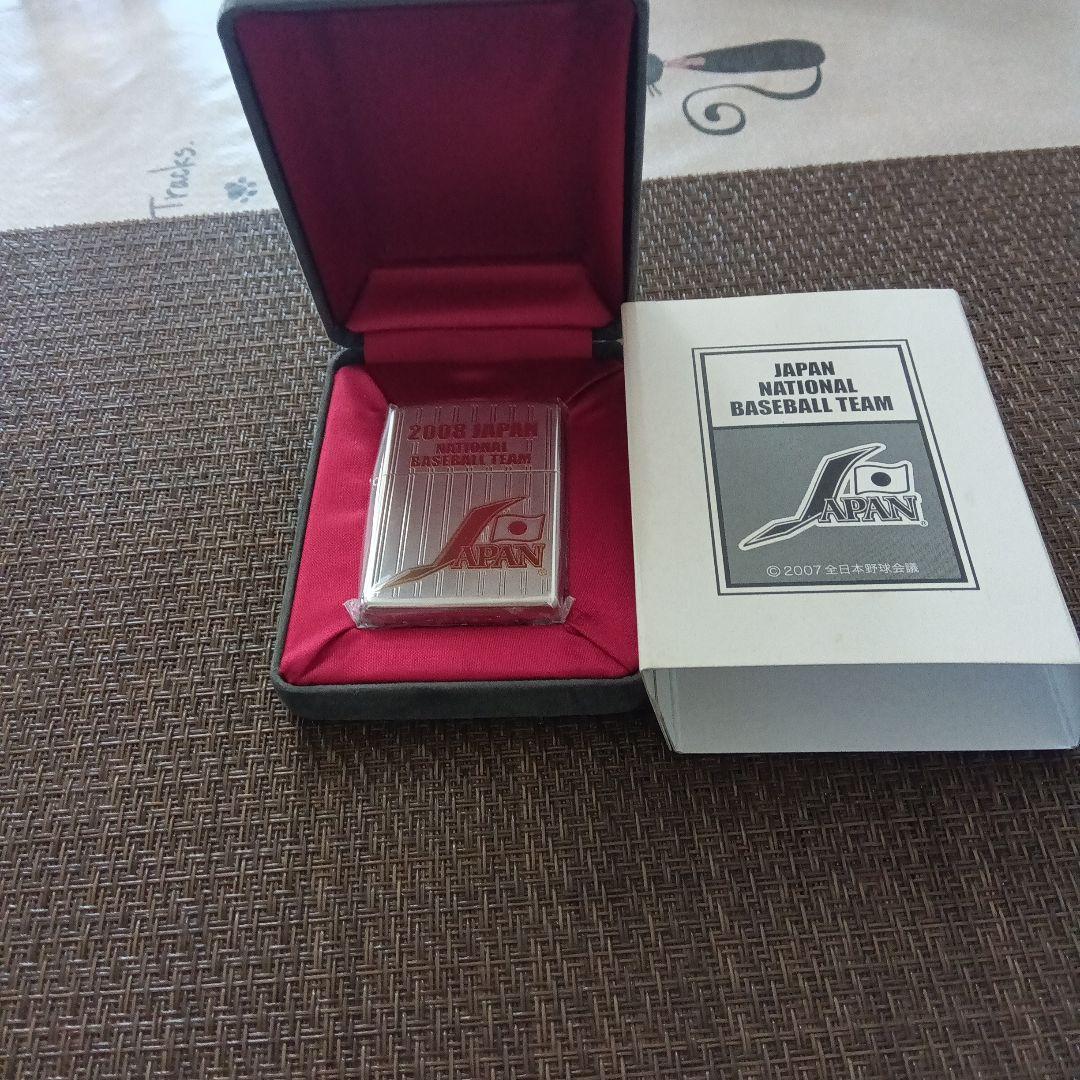 Tracks.
2008 JAPAN
NATIONAL
BASEBALL TEAM
JAPAN
®
JAPAN
NATIONAL
BASEBALL TEAM
JAPAN
®
©2007 全日本野球会議